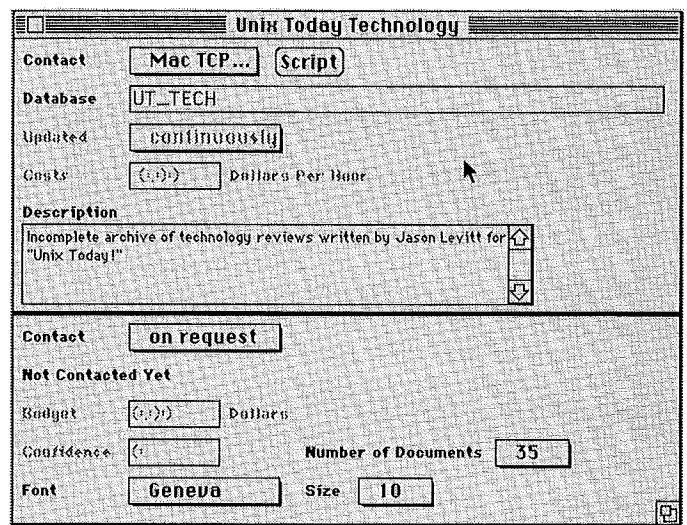 Unix Today Technology
Contact Mac TCP... Script
Database UT_TECH
Updated continuously
Costs Dollars Per Hour
Description
Incomplete archive of technology reviews written by Jason Levitt for
"Unix Today!"
Contact on request
Not Contacted Yet
Budget Dollars
Confidence Number of Documents 35
Font Geneva Size 10